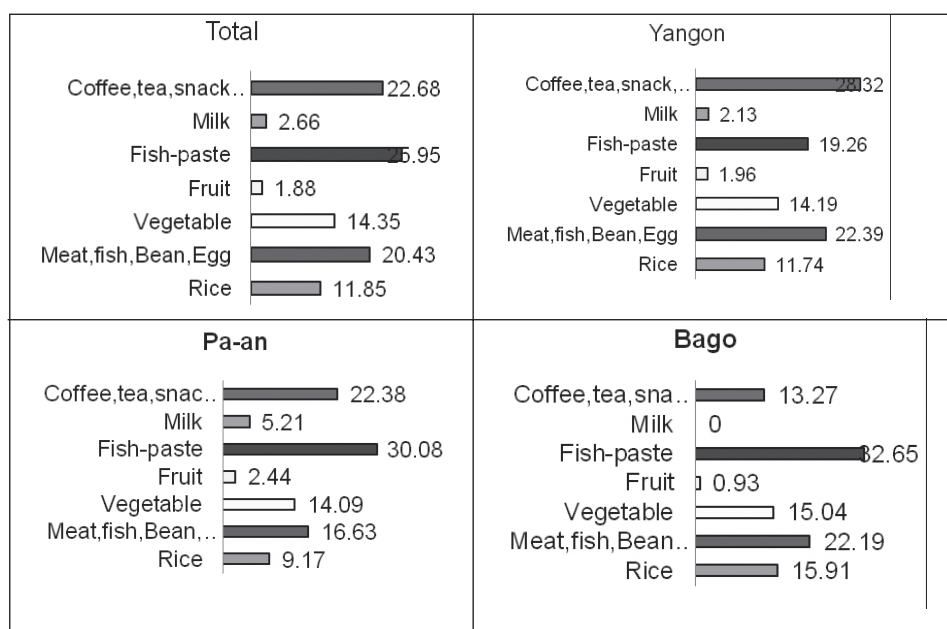 Total
Coffee,tea,snack.. 22.68
Milk 2.66
Fish-paste 25.95
Fruit 1.88
Vegetable 14.35
Meat,fish,Bean,Egg 20.43
Rice 11.85
Yangon
Coffee,tea,snack,.. 28.32
Milk 2.13
Fish-paste 19.26
Fruit 1.96
Vegetable 14.19
Meat,fish,Bean,Egg 22.39
Rice 11.74
Pa-an
Coffee,tea,snac.. 22.38
Milk 5.21
Fish-paste 30.08
Fruit 2.44
Vegetable 14.09
Meat,fish,Bean,.. 16.63
Rice 9.17
Bago
Coffee,tea,sna.. 13.27
Milk 0
Fish-paste 32.65
Fruit 0.93
Vegetable 15.04
Meat,fish,Bean.. 22.19
Rice 15.91